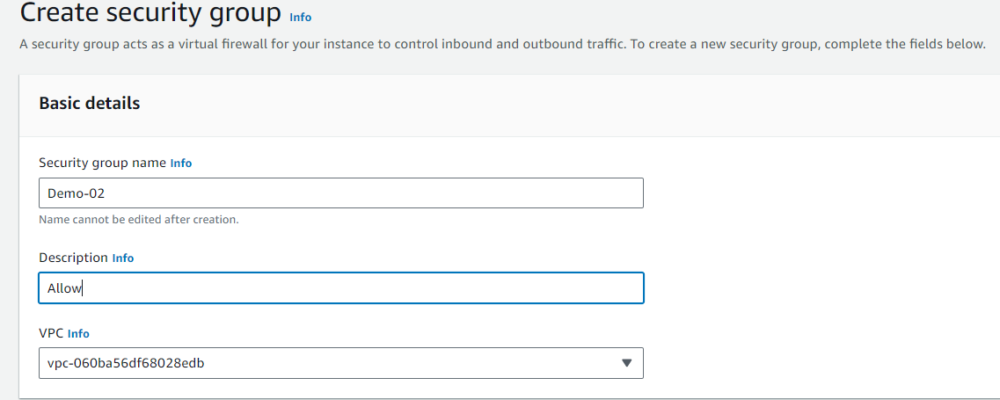 Create security group Info
A security group acts as a virtual firewall for your instance to control inbound and outbound traffic. To create a new security group, complete the fields below.
Basic details
Security group name Info
Demo-02
Name cannot be edited after creation.
Description Info
Allow
VPC Info
vpc-060ba56df68028edb